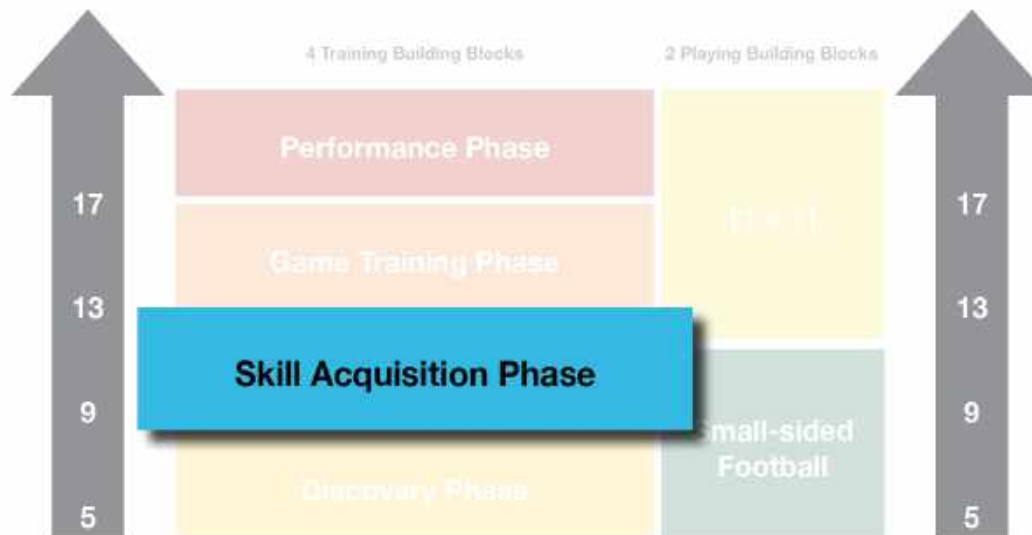 4 Training Building Blocks
2 Playing Building Blocks
Performance Phase
17
17
Game Training Phase
13
13
Skill Acquisition Phase
9
9
Small-sided
Football
Discovery Phase
5
5